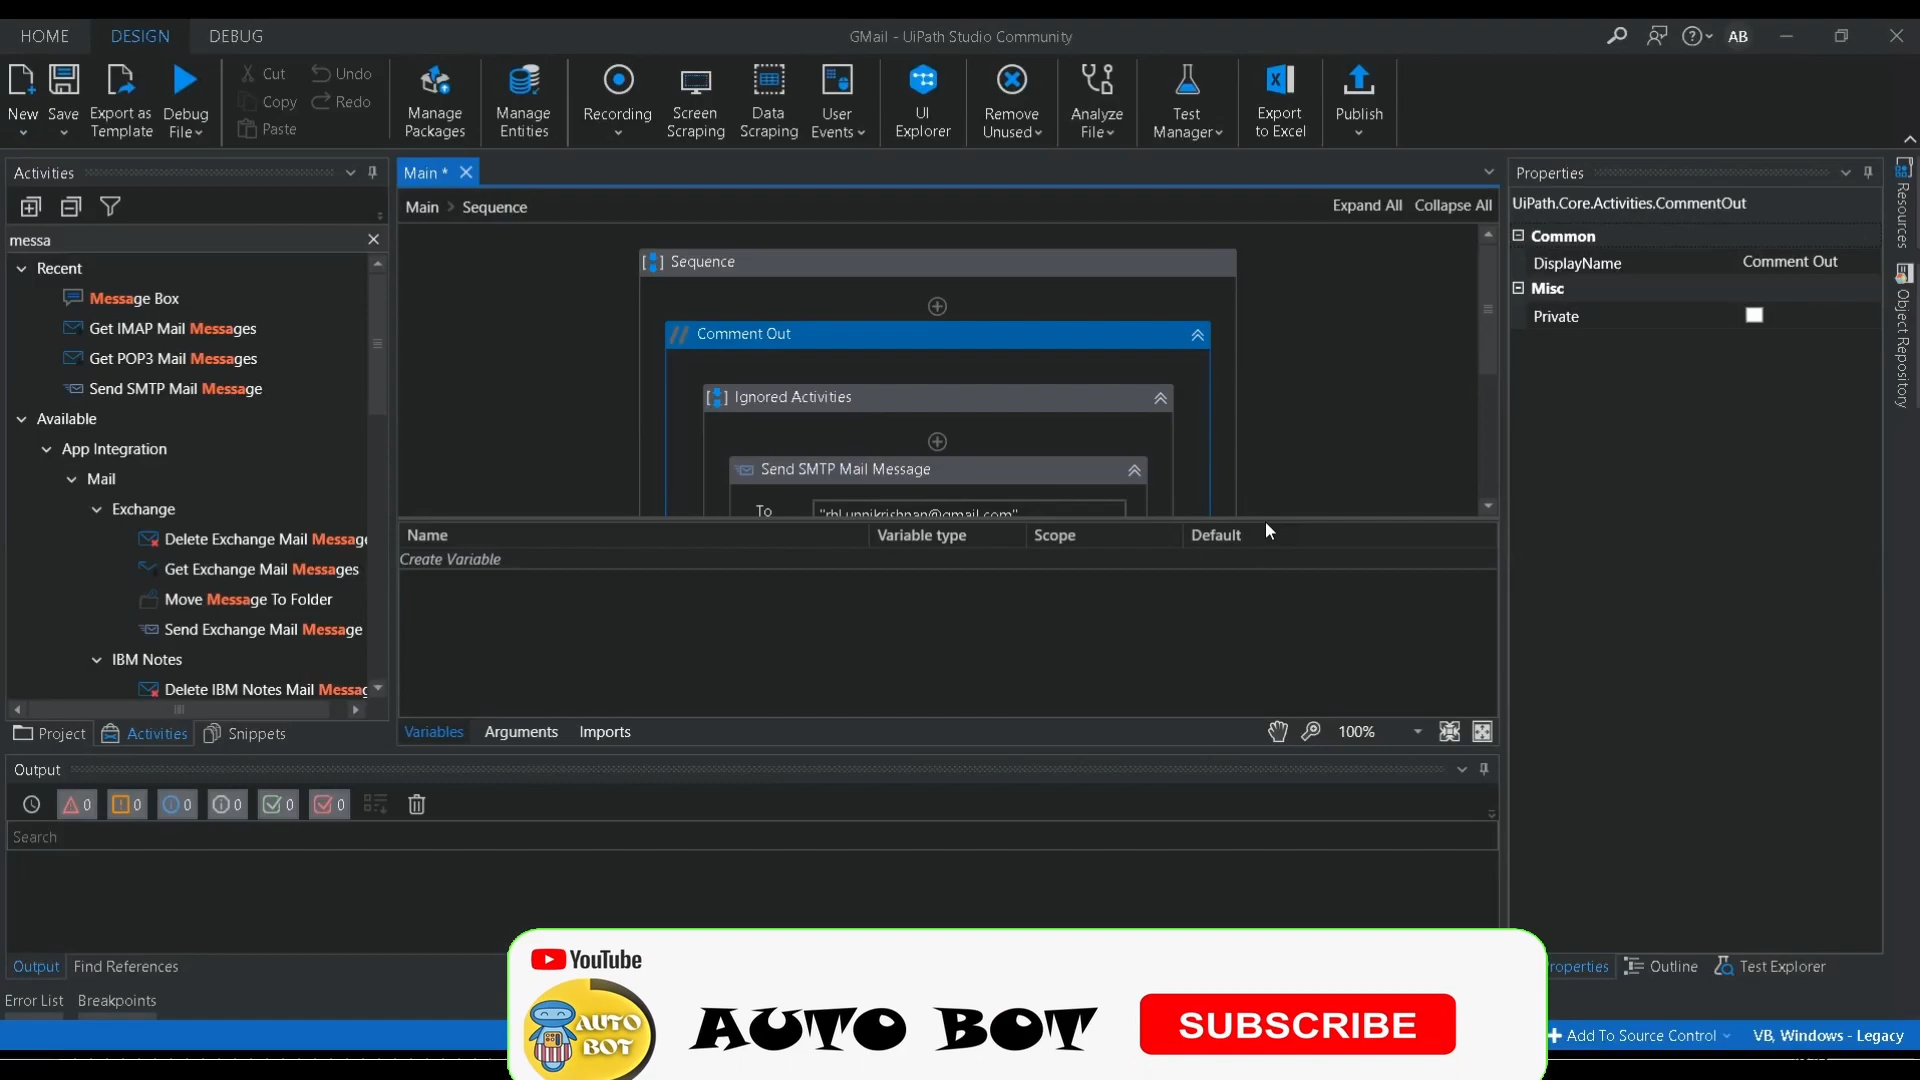 HOME DESIGN DEBUG GMail - UiPath Studio Community AB
New Save Export as Template Debug File Cut Copy Paste Undo Redo Manage Packages Manage Entities Recording Screen Scraping Data Scraping User Events UI Explorer Remove Unused Analyze File Test Manager Export to Excel Publish
Activities
messa
Recent
Message Box
Get IMAP Mail Messages
Get POP3 Mail Messages
Send SMTP Mail Message
Available
App Integration
Mail
Exchange
Delete Exchange Mail Message
Get Exchange Mail Messages
Move Message To Folder
Send Exchange Mail Message
IBM Notes
Delete IBM Notes Mail Messag
Project Activities Snippets
Main *
Main > Sequence Expand All Collapse All
[ ] Sequence
// Comment Out
[ ] Ignored Activities
Send SMTP Mail Message
To "rhl.unnikrishnan@gmail.com"
Name Variable type Scope Default
Create Variable
Variables Arguments Imports 100%
Properties
UiPath.Core.Activities.CommentOut
Common
DisplayName Comment Out
Misc
Private
Resources
Object Repository
Output
0 0 0 0 0 0
Search
Output Find References
Properties Outline Test Explorer
Error List Breakpoints
YouTube
AUTO BOT
AUTO BOT
SUBSCRIBE
Add To Source Control VB, Windows - Legacy